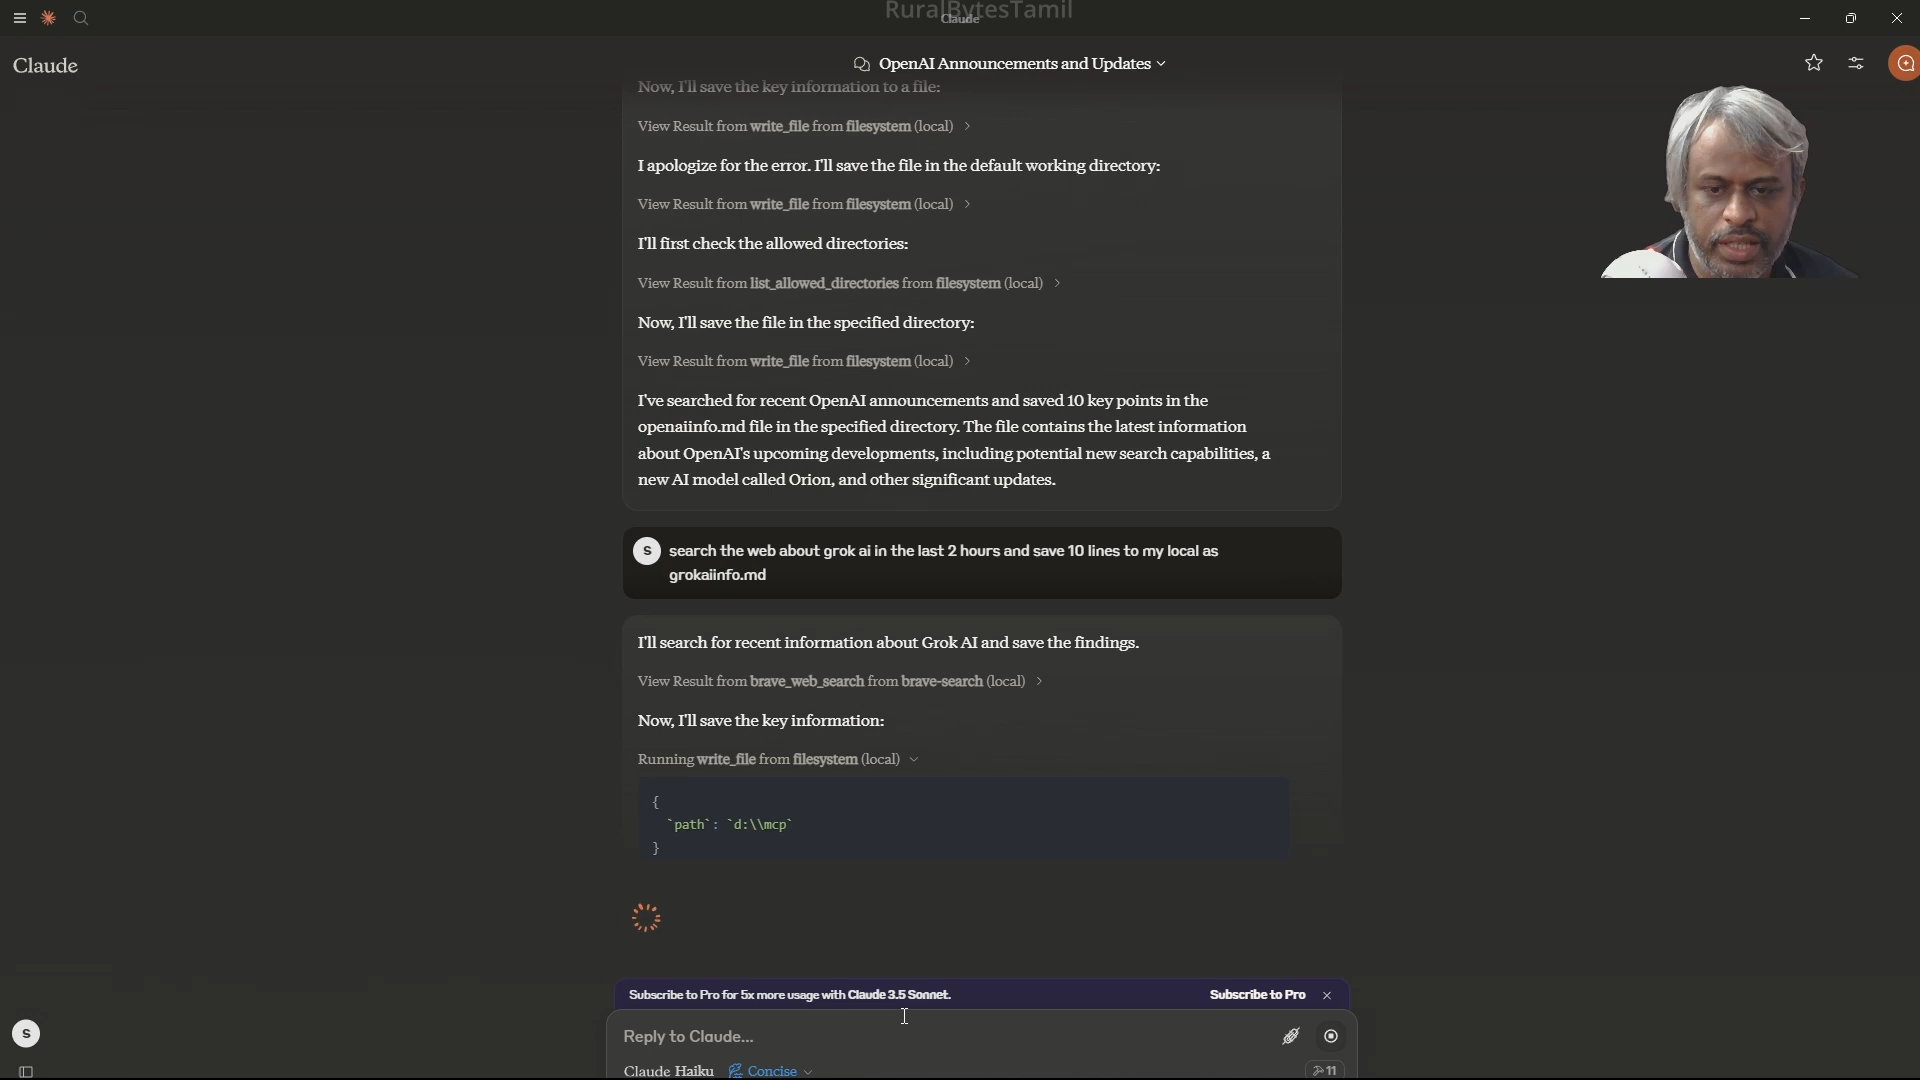 RuralBytesTamil
Claude
Claude
OpenAI Announcements and Updates
Now, I'll save the key information to a file:
View Result from write_file from filesystem (local)
I apologize for the error. I'll save the file in the default working directory:
View Result from write_file from filesystem (local)
I'll first check the allowed directories:
View Result from list_allowed_directories from filesystem (local)
Now, I'll save the file in the specified directory:
View Result from write_file from filesystem (local)
I've searched for recent OpenAI announcements and saved 10 key points in the
openaiinfo.md file in the specified directory. The file contains the latest information
about OpenAI's upcoming developments, including potential new search capabilities, a
new AI model called Orion, and other significant updates.
S search the web about grok ai in the last 2 hours and save 10 lines to my local as
grokaiinfo.md
I'll search for recent information about Grok AI and save the findings.
View Result from brave_web_search from brave-search (local)
Now, I'll save the key information:
Running write_file from filesystem (local)
{
`path`: `d:\\mcp`
}
Subscribe to Pro for 5x more usage with Claude 3.5 Sonnet. Subscribe to Pro
S
Reply to Claude...
Claude Haiku Concise 11